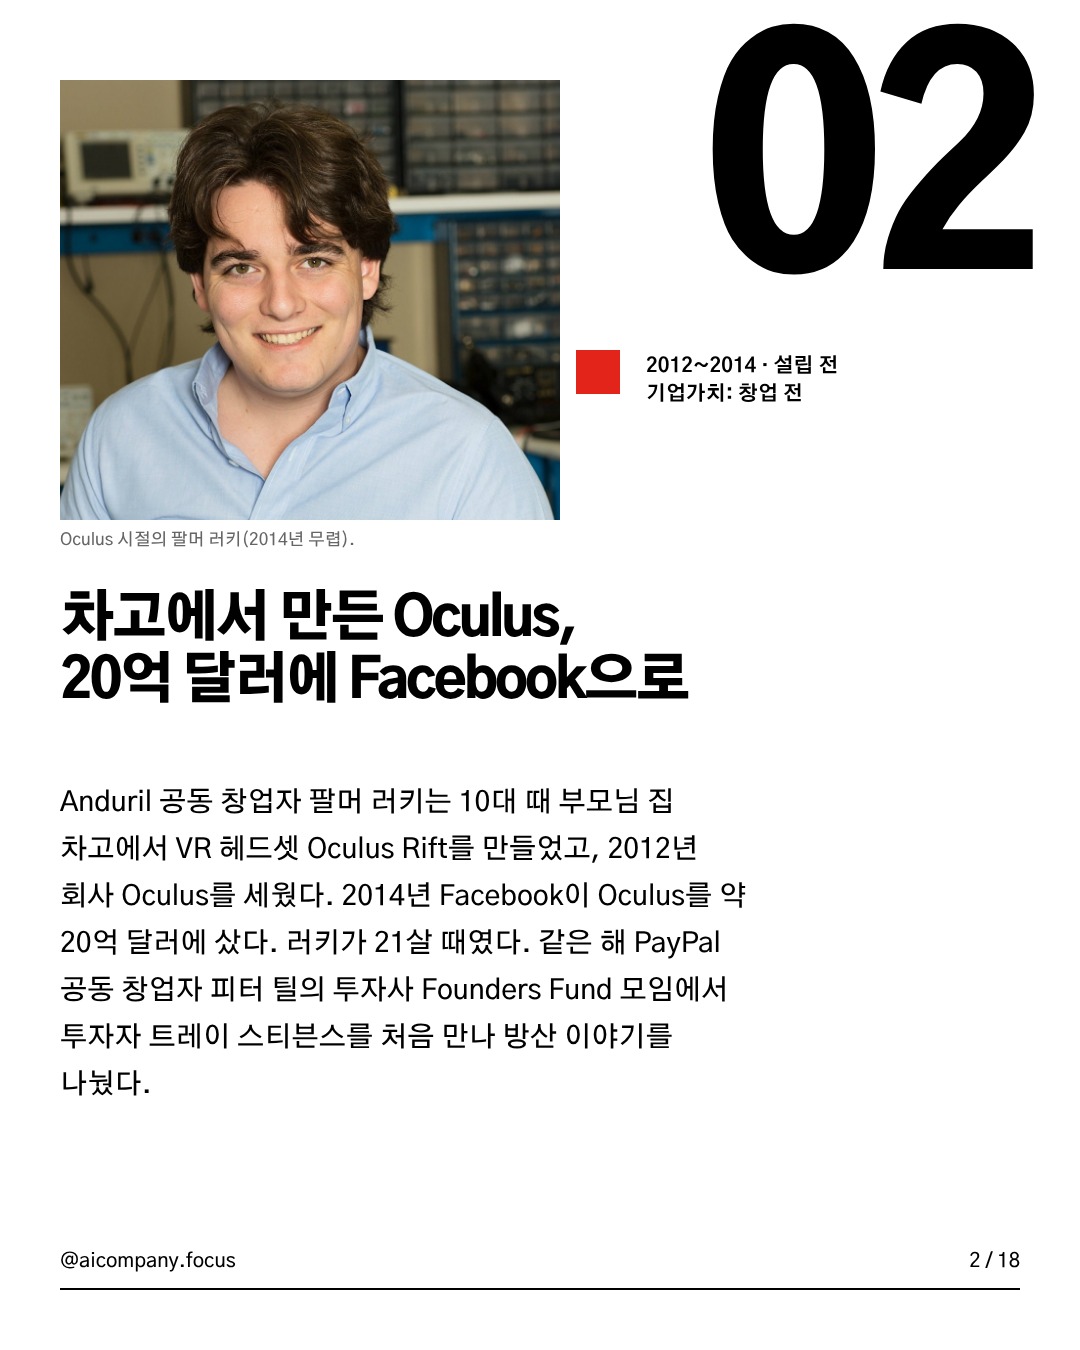 02
2012~2014 · 설립 전
기업가치: 창업 전
Oculus 시절의 팔머 러키(2014년 무렵).
차고에서 만든 Oculus,
20억 달러에 Facebook으로
Anduril 공동 창업자 팔머 러키는 10대 때 부모님 집
차고에서 VR 헤드셋 Oculus Rift를 만들었고, 2012년
회사 Oculus를 세웠다. 2014년 Facebook이 Oculus를 약
20억 달러에 샀다. 러키가 21살 때였다. 같은 해 PayPal
공동 창업자 피터 틸의 투자사 Founders Fund 모임에서
투자자 트레이 스티븐스를 처음 만나 방산 이야기를
나눴다.
@aicompany.focus
2 / 18